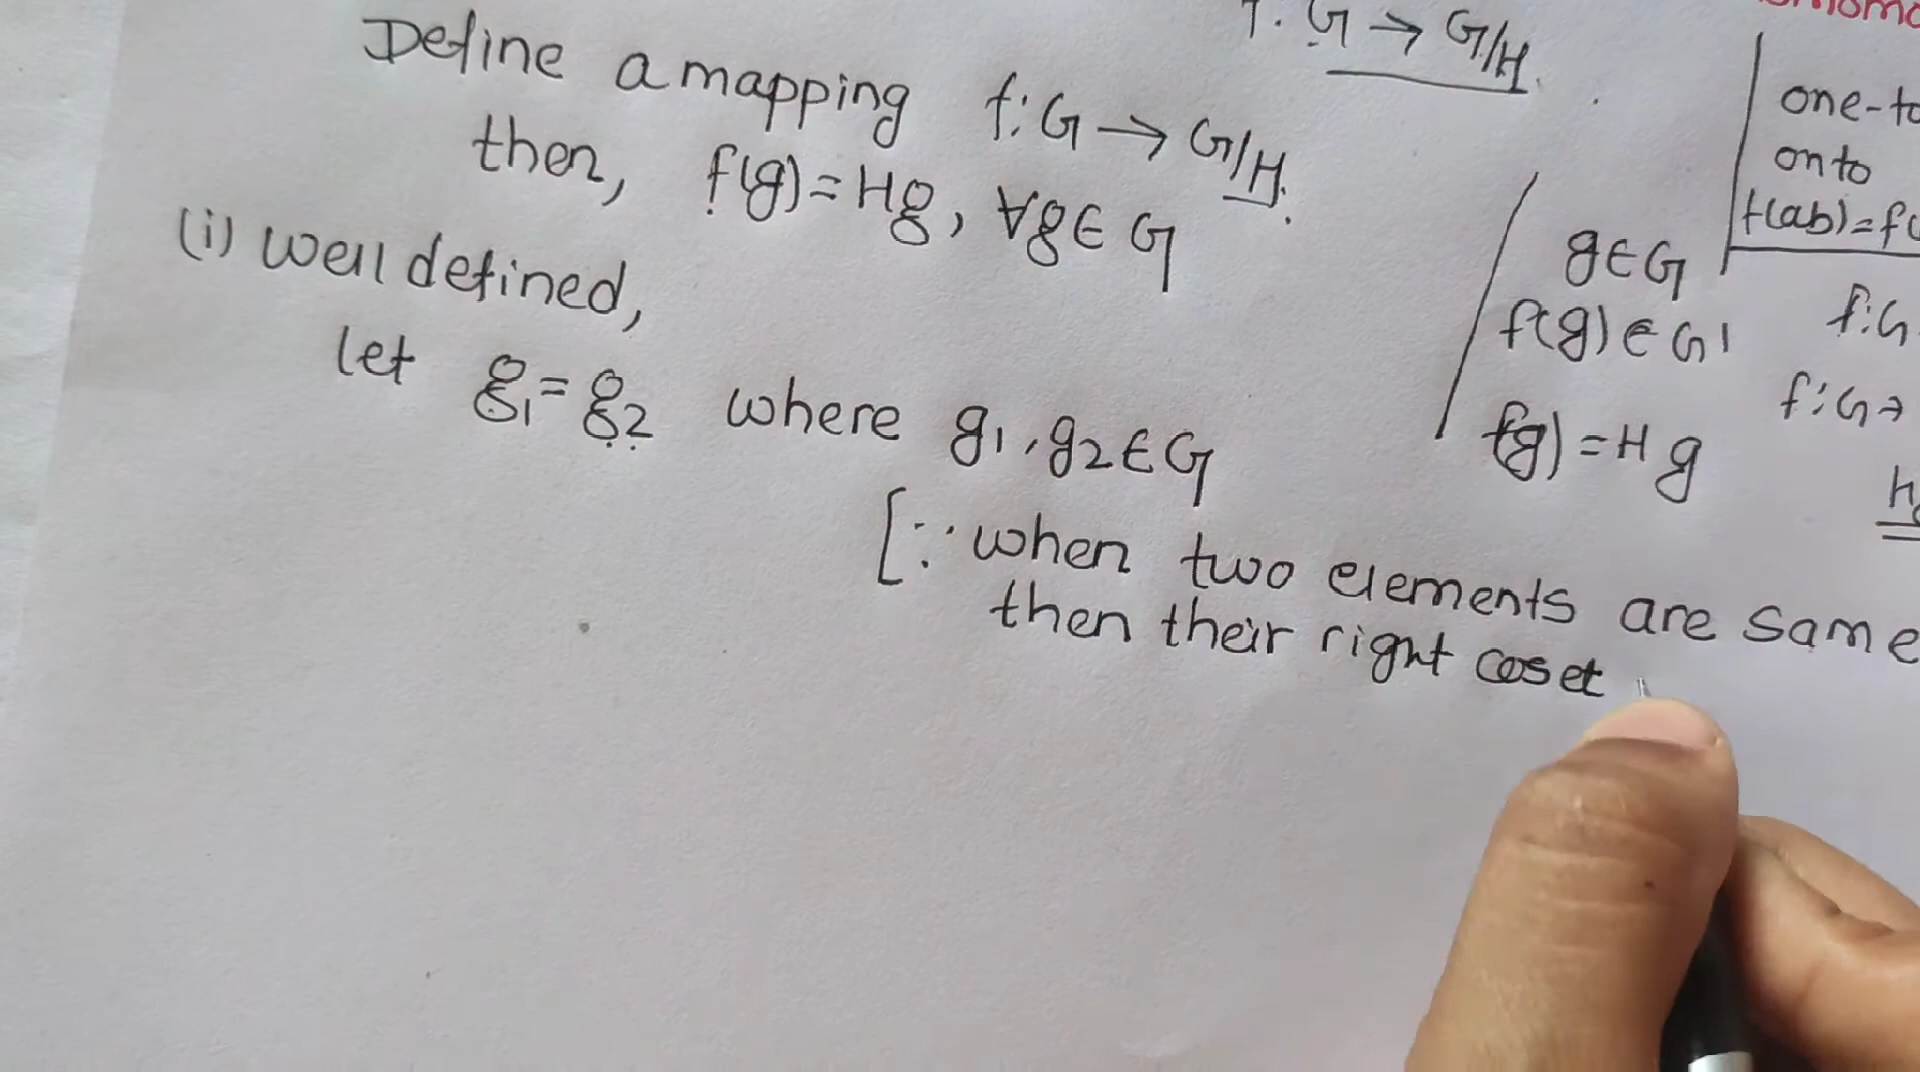 f: G → G/H.
Define a mapping f: G → G/H.
then, f(g) = Hg, ∀g ∈ G
(i) well defined,
let g₁ = g₂ where g₁, g₂ ∈ G
[∵ when two elements are same
then their right coset
g ∈ G
f(g) ∈ G'
f(g) = Hg
one-to
onto
f(ab) = f(
f: G
f: G →